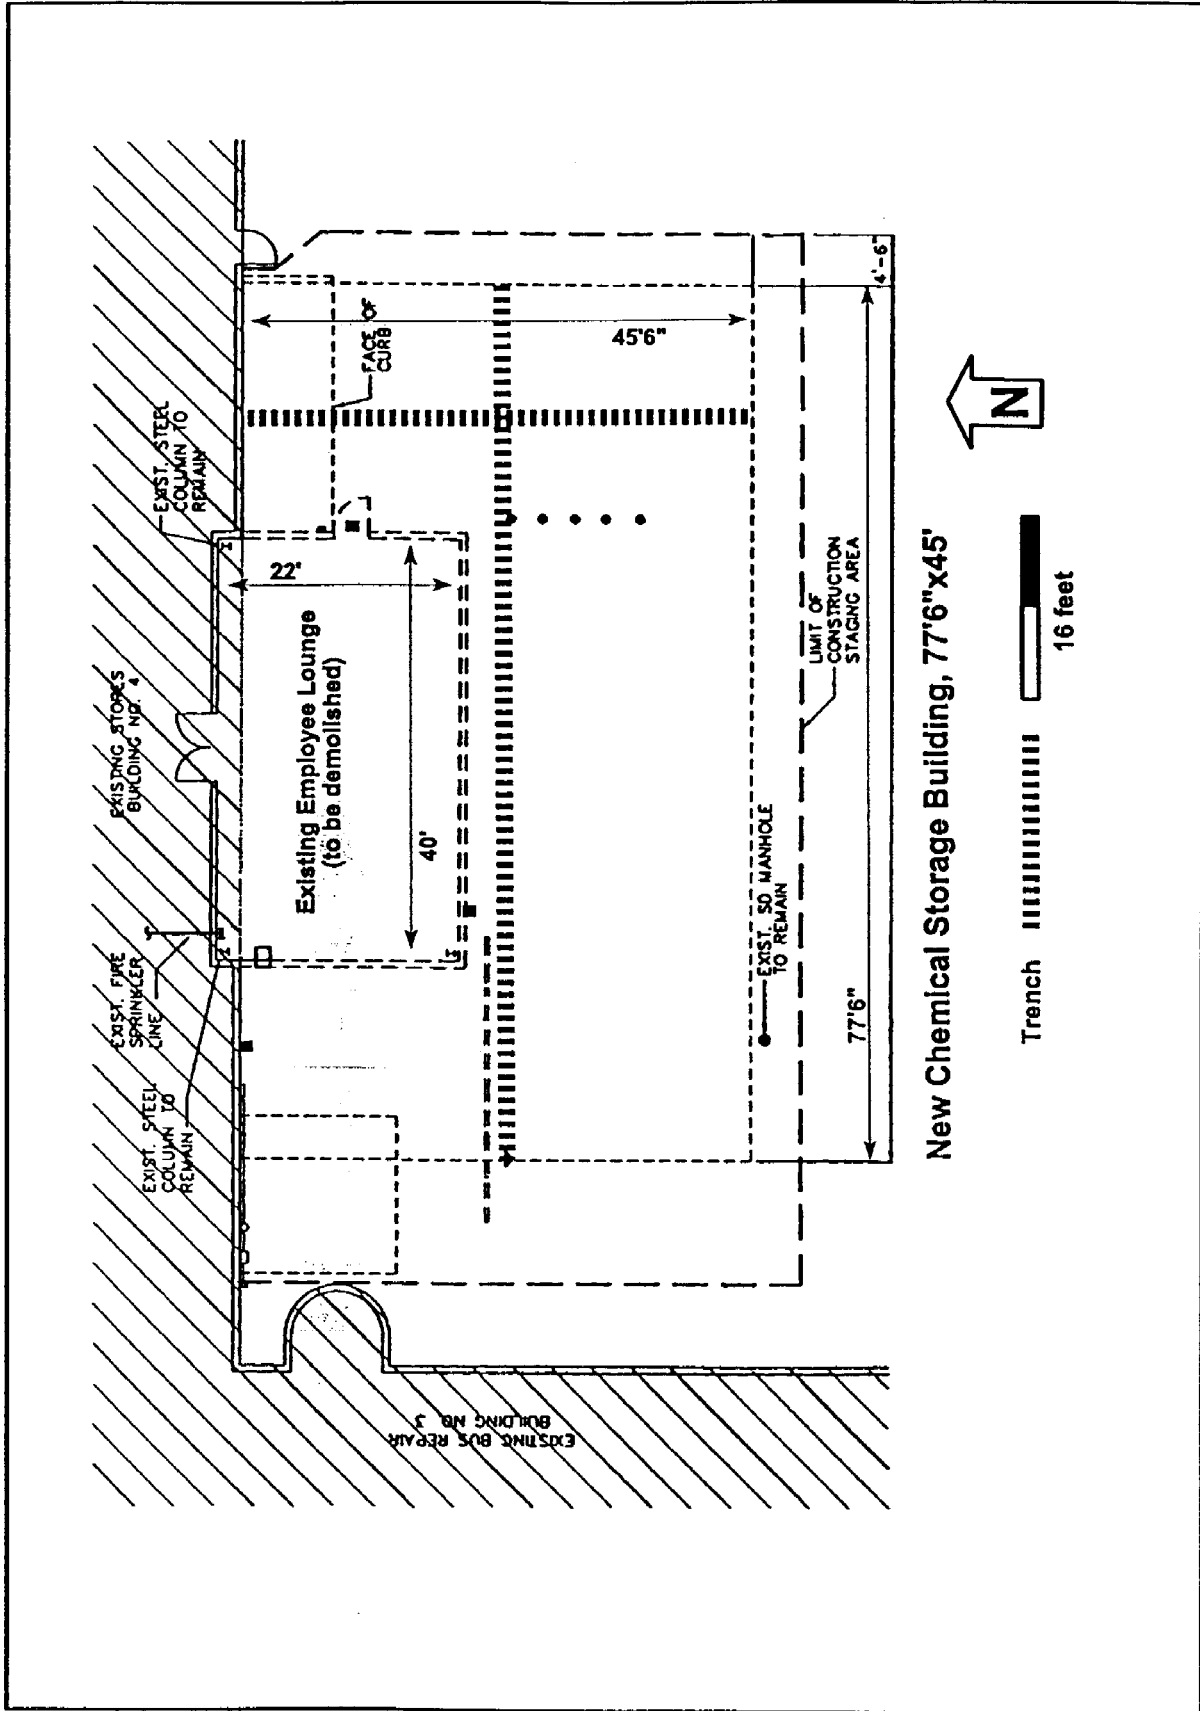 EXIST. STEEL
COLUMN TO
REMAIN
EXIST. FIRE
SPRINKLER
LINE
EXISTING STORES
BUILDING NO. 4
EXIST. STEEL
COLUMN TO
REMAIN
FACE OF
CURB
Existing Employee Lounge
(to be demolished)
22'
40'
45'6"
EXISTING BUS REPAIR
BUILDING NO. 3
EXIST. SD MANHOLE
TO REMAIN
LIMIT OF
CONSTRUCTION
STAGING AREA
77'6"
4'-6"
New Chemical Storage Building, 77'6"x45'
Trench
16 feet
N